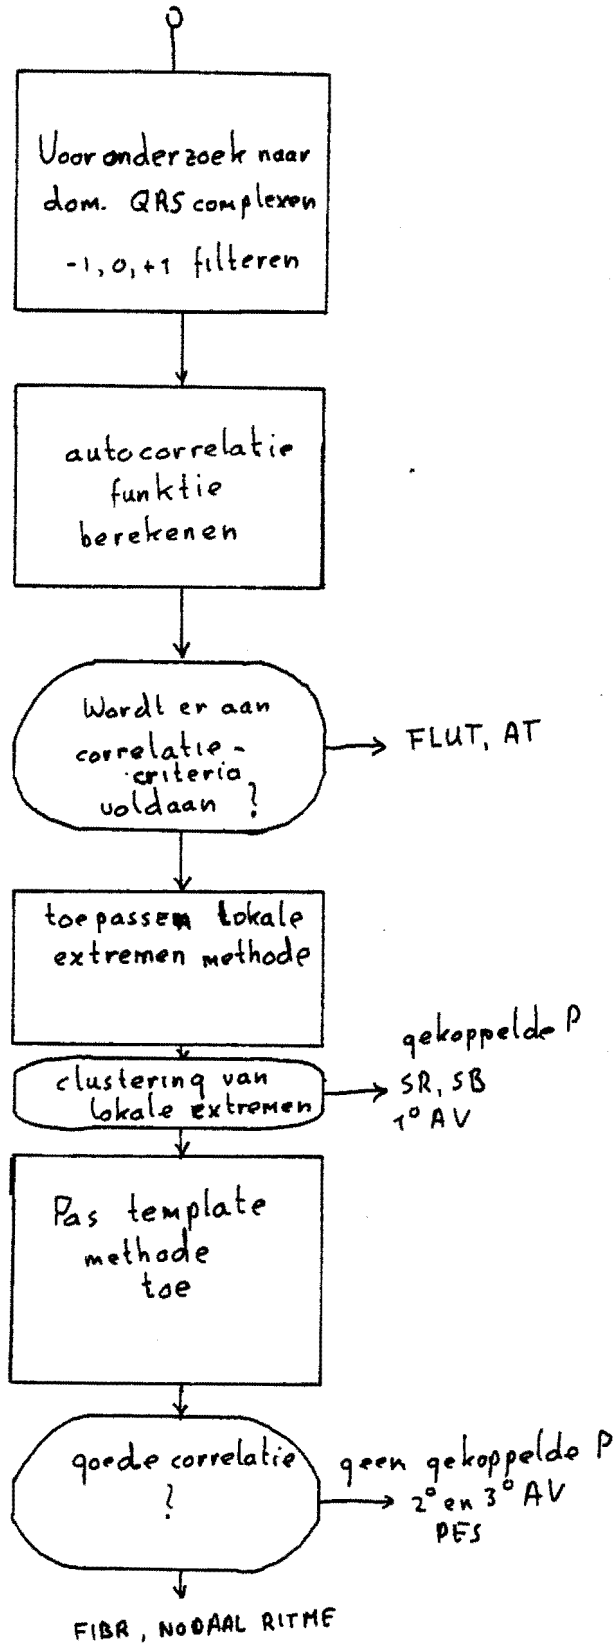 Vooronderzoek naar
dom. QRS complexen
-1, 0, +1 filteren
autocorrelatie
funktie
berekenen
Wordt er aan
correlatie-
criteria
voldaan ?
FLUT, AT
toepassen lokale
extremen methode
gekoppelde P
clustering van
lokale extremen
SR, SB
1° AV
Pas template
methode
toe
goede correlatie
?
geen gekoppelde P
2° en 3° AV
PES
FIBR, NODAAL RITME